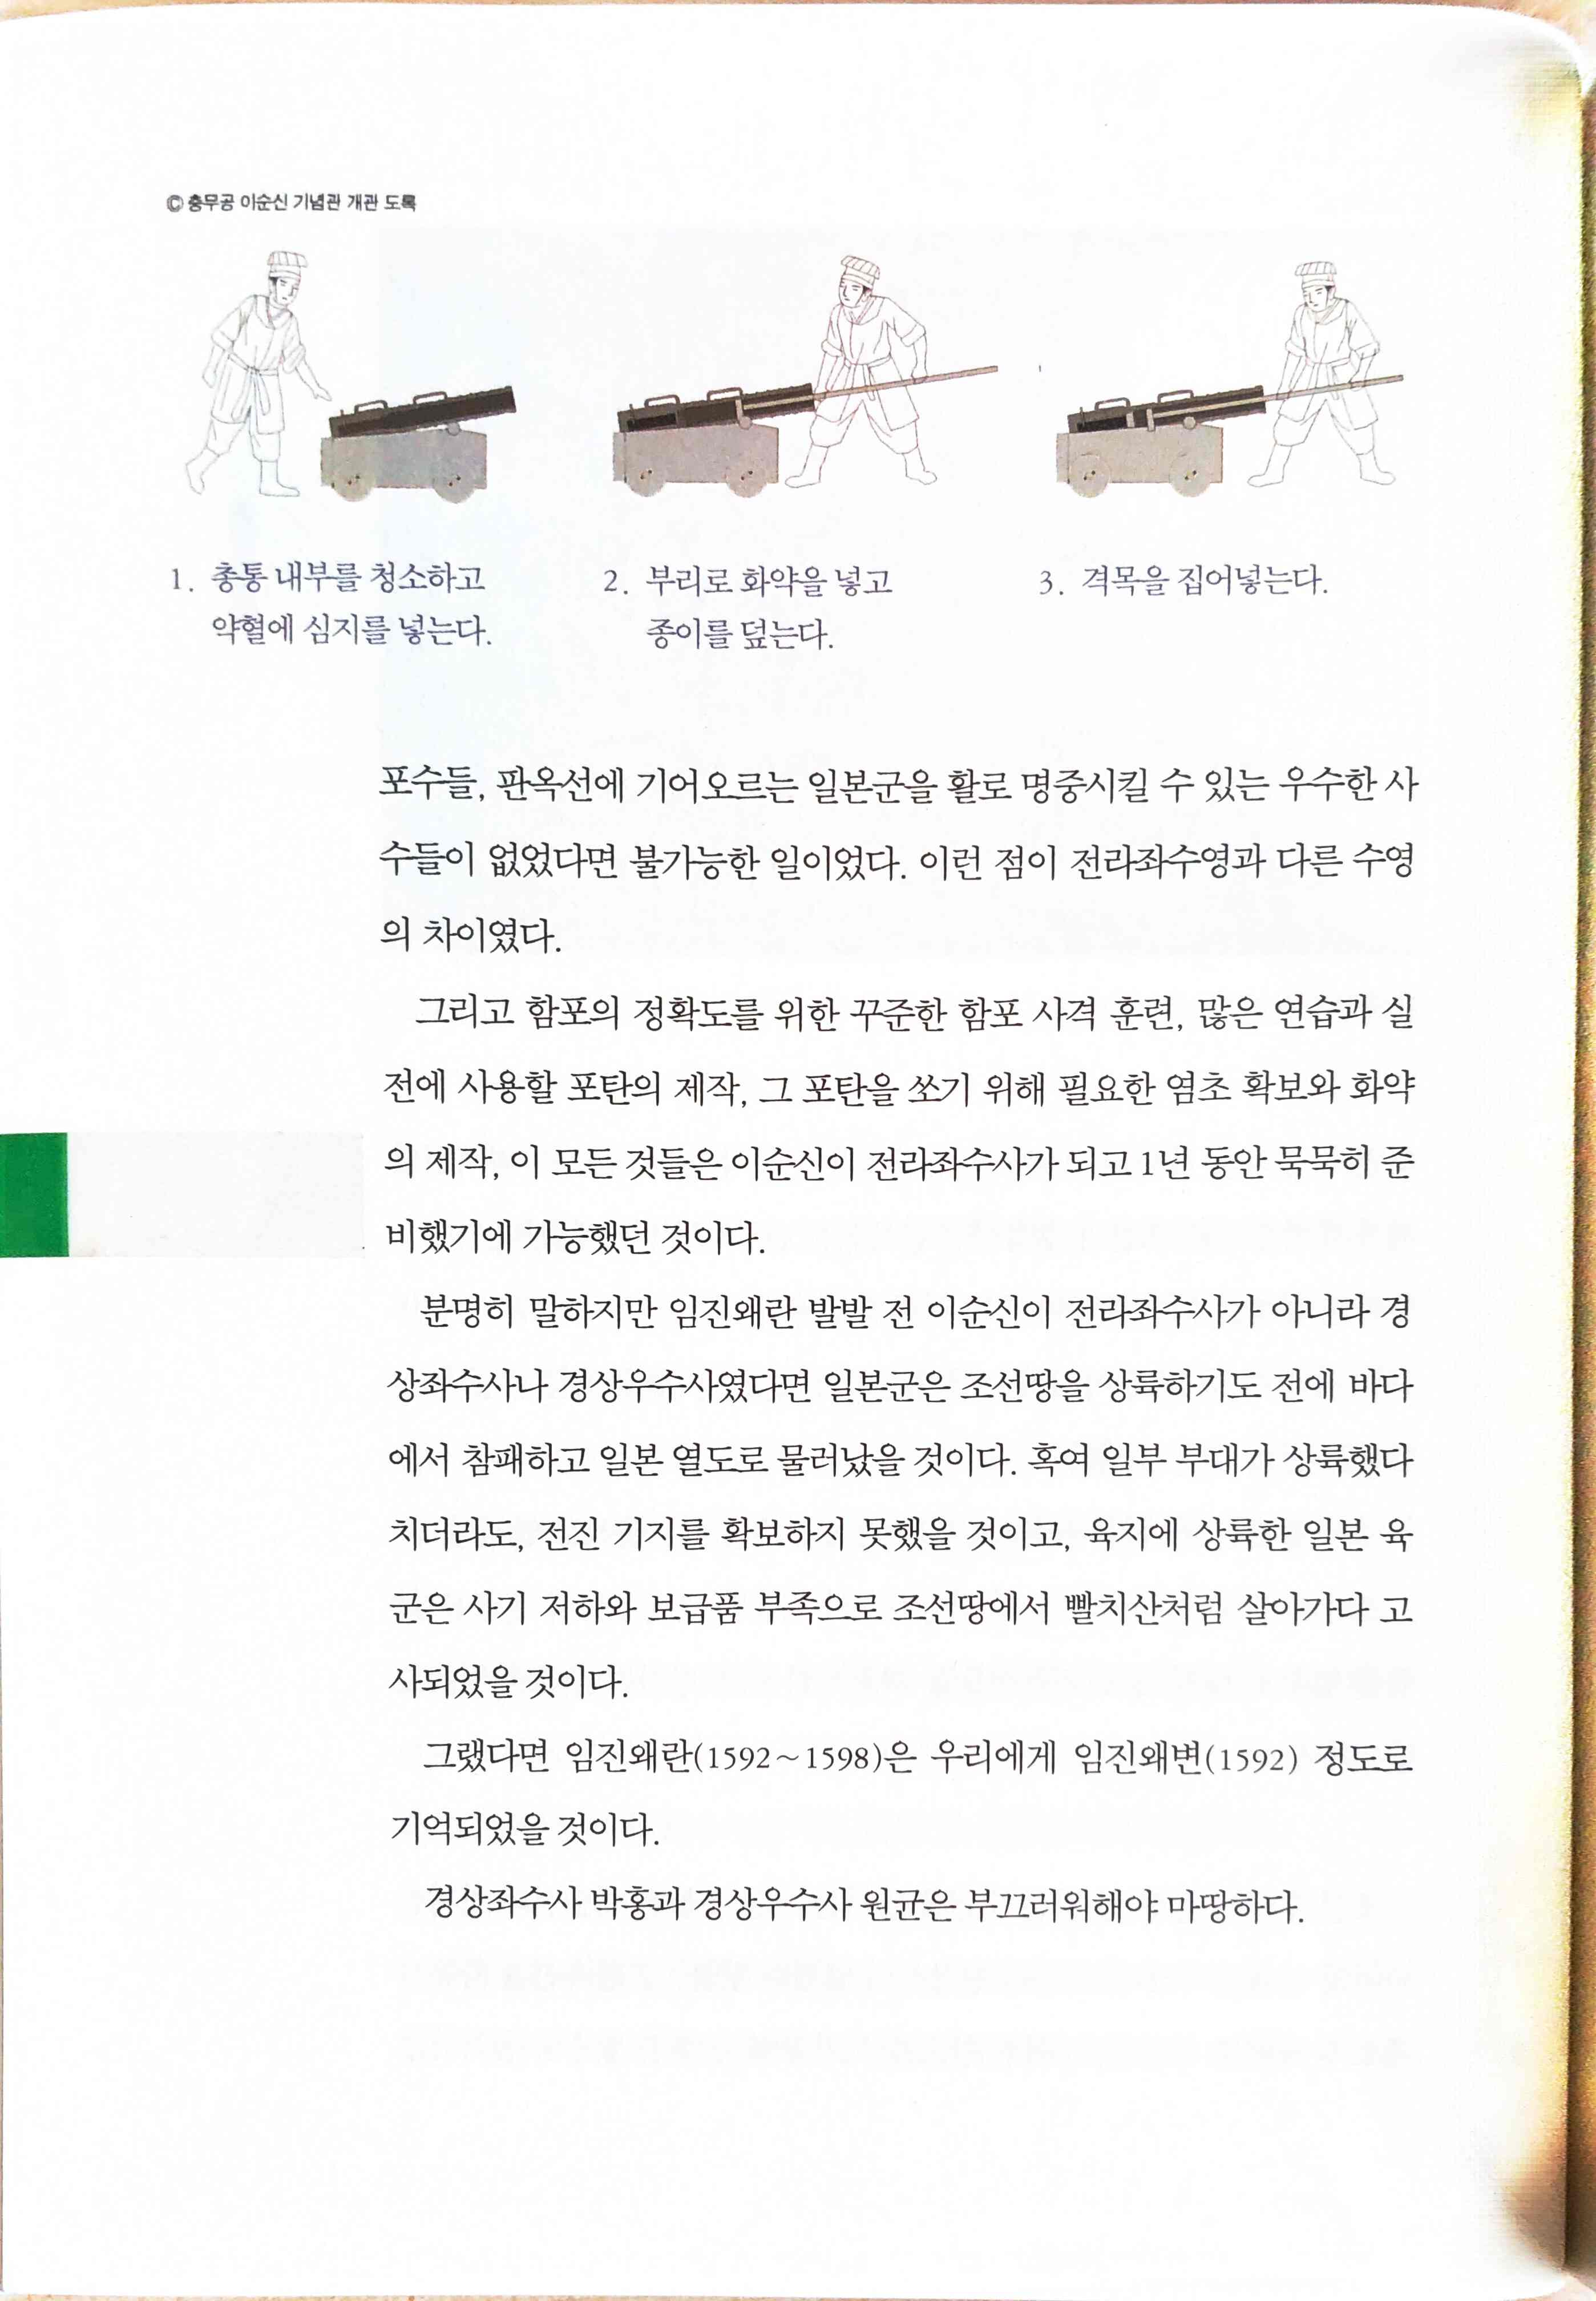 © 충무공 이순신 기념관 개관 도록
1. 총통 내부를 청소하고
약혈에 심지를 넣는다.
2. 부리로 화약을 넣고
종이를 덮는다.
3. 격목을 집어넣는다.
포수들, 판옥선에 기어오르는 일본군을 활로 명중시킬 수 있는 우수한 사
수들이 없었다면 불가능한 일이었다. 이런 점이 전라좌수영과 다른 수영
의 차이였다.
그리고 함포의 정확도를 위한 꾸준한 함포 사격 훈련, 많은 연습과 실
전에 사용할 포탄의 제작, 그 포탄을 쏘기 위해 필요한 염초 확보와 화약
의 제작, 이 모든 것들은 이순신이 전라좌수사가 되고 1년 동안 묵묵히 준
비했기에 가능했던 것이다.
분명히 말하지만 임진왜란 발발 전 이순신이 전라좌수사가 아니라 경
상좌수사나 경상우수사였다면 일본군은 조선땅을 상륙하기도 전에 바다
에서 참패하고 일본 열도로 물러났을 것이다. 혹여 일부 부대가 상륙했다
치더라도, 전진 기지를 확보하지 못했을 것이고, 육지에 상륙한 일본 육
군은 사기 저하와 보급품 부족으로 조선땅에서 빨치산처럼 살아가다 고
사되었을 것이다.
그랬다면 임진왜란(1592~1598)은 우리에게 임진왜변(1592) 정도로
기억되었을 것이다.
경상좌수사 박홍과 경상우수사 원균은 부끄러워해야 마땅하다.